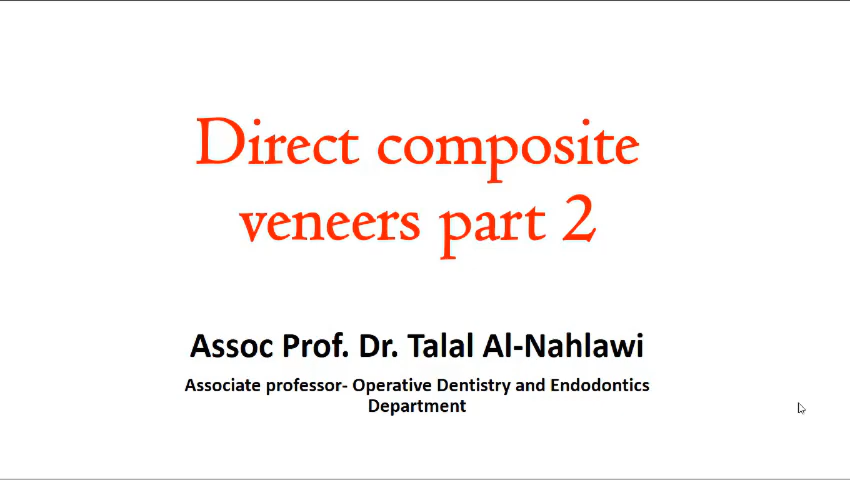 Direct composite
veneers part 2
Assoc Prof. Dr. Talal Al-Nahlawi
Associate professor- Operative Dentistry and Endodontics
Department